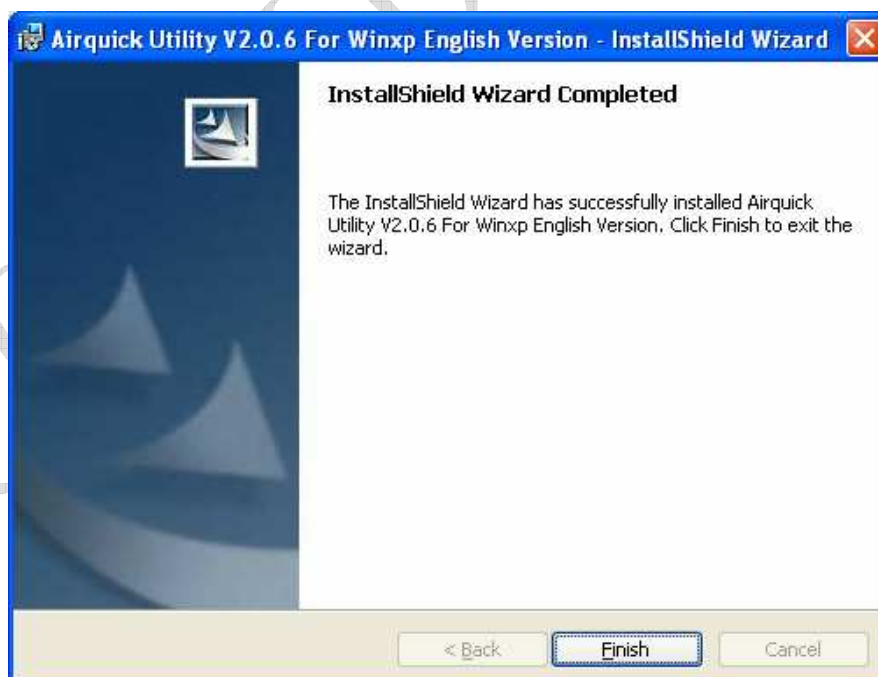 Airquick Utility V2.0.6 For Winxp English Version - InstallShield Wizard
InstallShield Wizard Completed
The InstallShield Wizard has successfully installed Airquick
Utility V2.0.6 For Winxp English Version. Click Finish to exit the
wizard.
< Back
Finish
Cancel